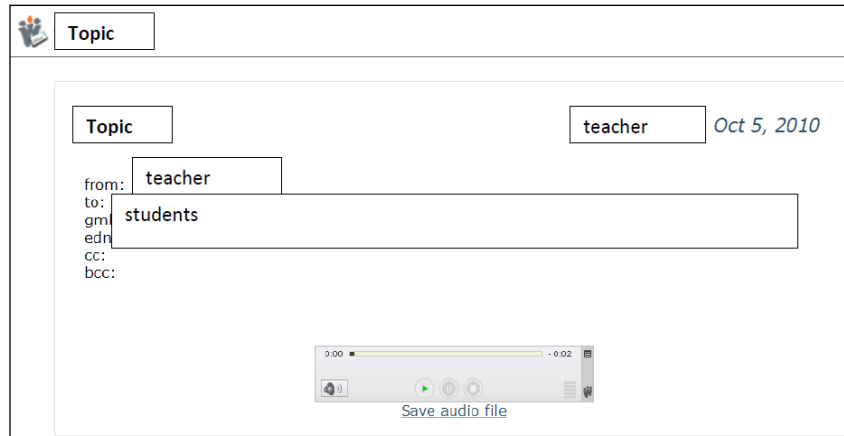 Topic
Topic
teacher Oct 5, 2010
from: teacher
to:
students
gml
edn
cc:
bcc:
0:00 - 0:02
Save audio file